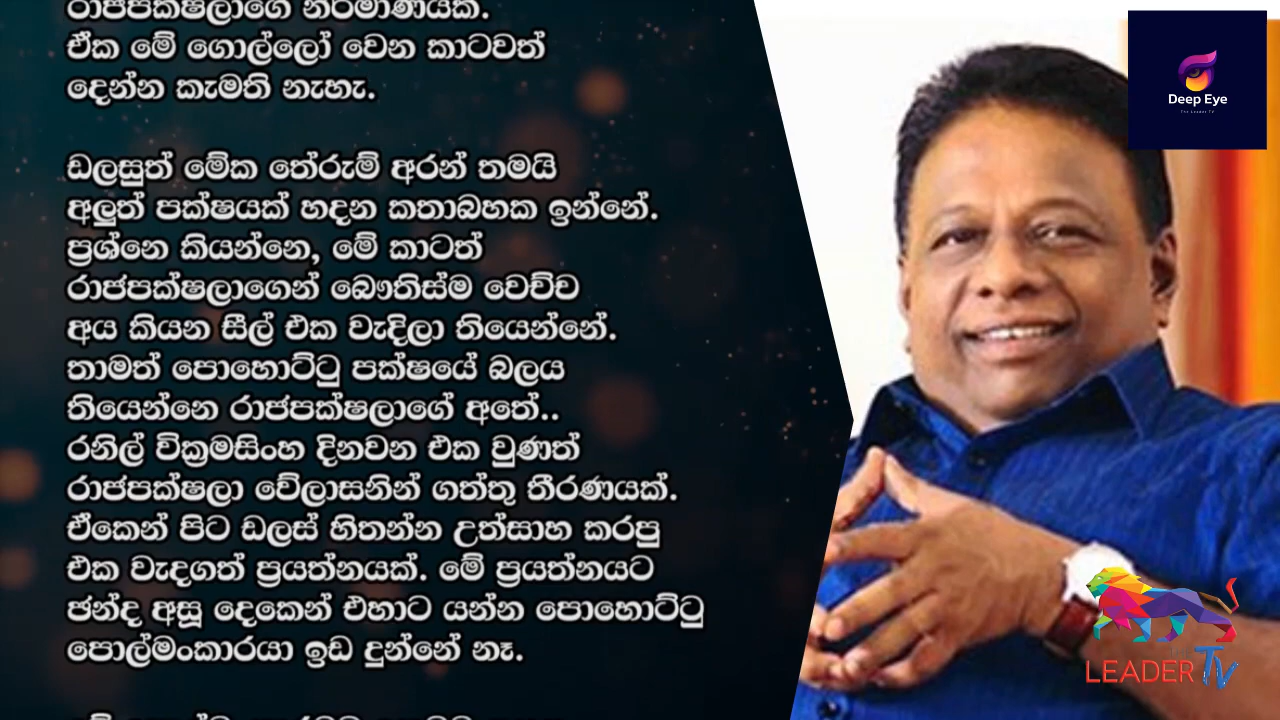 රාජපක්ෂලාගේ නිර්මාණයක්.
ඒක මේ ගොල්ලෝ වෙන කාටවත්
දෙන්න කැමති නැහැ.
ඩලසුත් මේක තේරුම් අරන් තමයි
අලුත් පක්ෂයක් හදන කතාබහක ඉන්නේ.
ප්‍රශ්නෙ කියන්නෙ, මේ කාටත්
රාජපක්ෂලාගෙන් බෞතිස්ම වෙච්ච
අය කියන සීල් එක වැදිලා තියෙන්නේ.
තාමත් පොහොට්ටු පක්ෂයේ බලය
තියෙන්නෙ රාජපක්ෂලාගේ අතේ..
රනිල් වික්‍රමසිංහ දිනවන එක වුණත්
රාජපක්ෂලා වේලාසනින් ගත්තු තීරණයක්.
ඒකෙන් පිට ඩලස් හිතන්න උත්සාහ කරපු
එක වැදගත් ප්‍රයත්නයක්. මේ ප්‍රයත්නයට
ඡන්ද අසූ දෙකෙන් එහාට යන්න පොහොට්ටු
පොල්මංකාරයා ඉඩ දුන්නේ නෑ.
Deep Eye
The Leader TV
LEADER TV